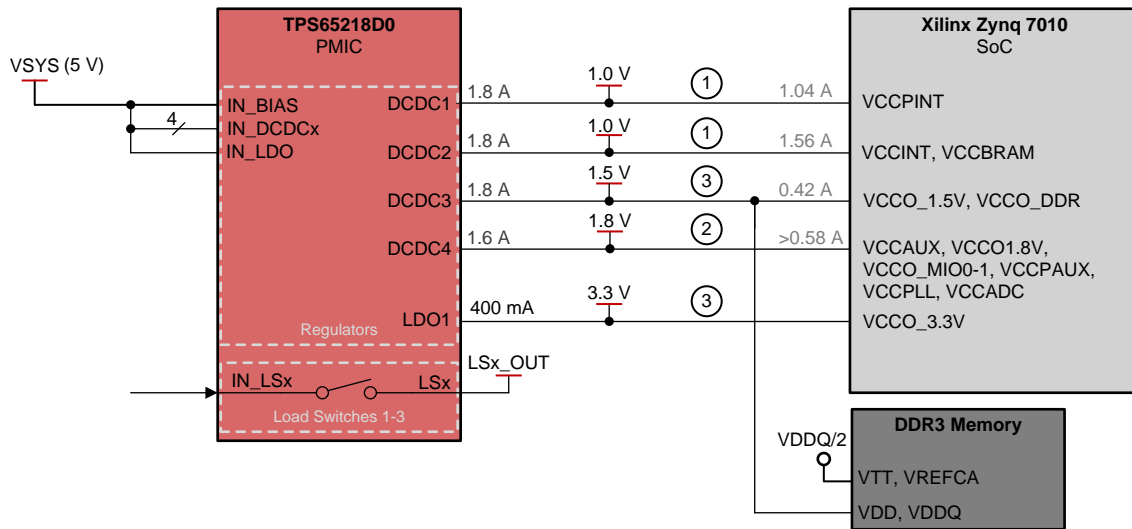 TPS65218D0
PMIC
Xilinx Zynq 7010
SoC
VSYS (5 V)
IN_BIAS
IN_DCDCx
4
IN_LDO
DCDC1
1.8 A
1.0 V
1
1.04 A
VCCPINT
DCDC2
1.8 A
1.0 V
1
1.56 A
VCCINT, VCCBRAM
DCDC3
1.8 A
1.5 V
3
0.42 A
VCCO_1.5V, VCCO_DDR
DCDC4
1.6 A
1.8 V
2
>0.58 A
VCCAUX, VCCO1.8V,
VCCO_MIO0-1, VCCPAUX,
VCCPLL, VCCADC
LDO1
400 mA
3.3 V
3
VCCO_3.3V
Regulators
IN_LSx
LSx
LSx_OUT
Load Switches 1-3
DDR3 Memory
VDDQ/2
VTT, VREFCA
VDD, VDDQ